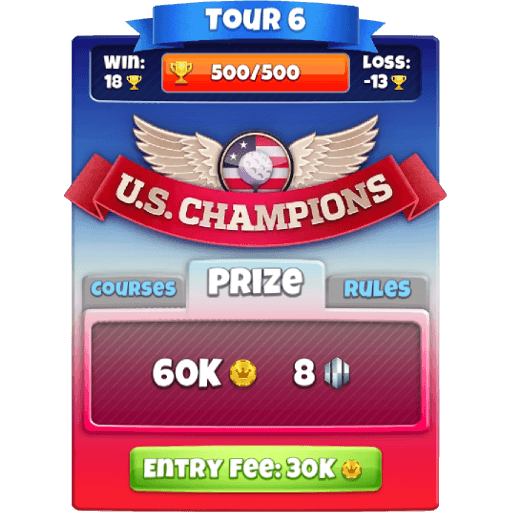 TOUR 6
WIN:
18
500/500
LOSS:
-13
U.S. CHAMPIONS
COURSES
PRIZE
RULES
60K
8
ENTRY FEE: 30K